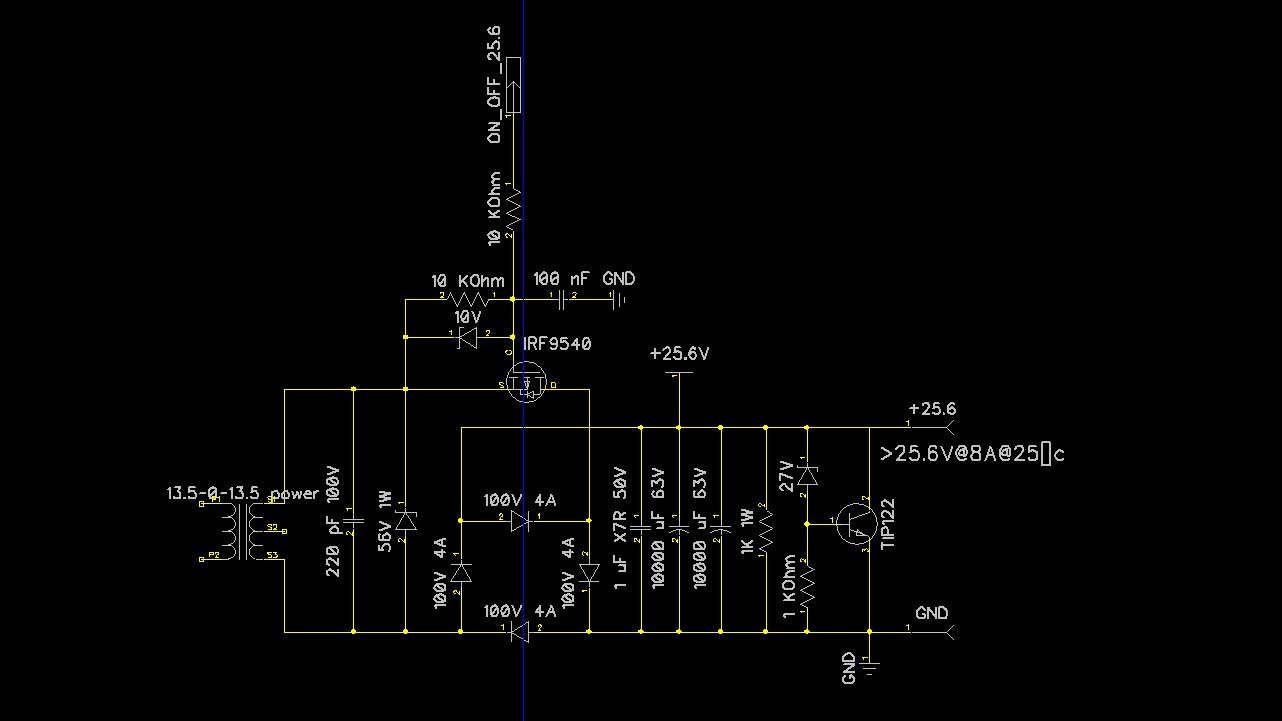 ON_OFF_25.6
1
1
10 KOhm
2
10 KOhm
100 nF
GND
2
1
1
2
1
10V
1
2
G
IRF9540
S
D
+25.6V
1
+25.6
1
>25.6V@8A@25▯c
13.5-0-13.5 power
P1
P2
S1
S2
S3
220 pF 100V
1
2
56V 1W
1
2
100V 4A
2
1
100V 4A
1
2
100V 4A
2
1
100V 4A
1
2
1 uF X7R 50V
1
2
10000 uF 63V
1
2
10000 uF 63V
1
2
1K 1W
2
1
27V
1
2
1 KOhm
2
1
TIP122
1
2
3
GND
1
GND
1